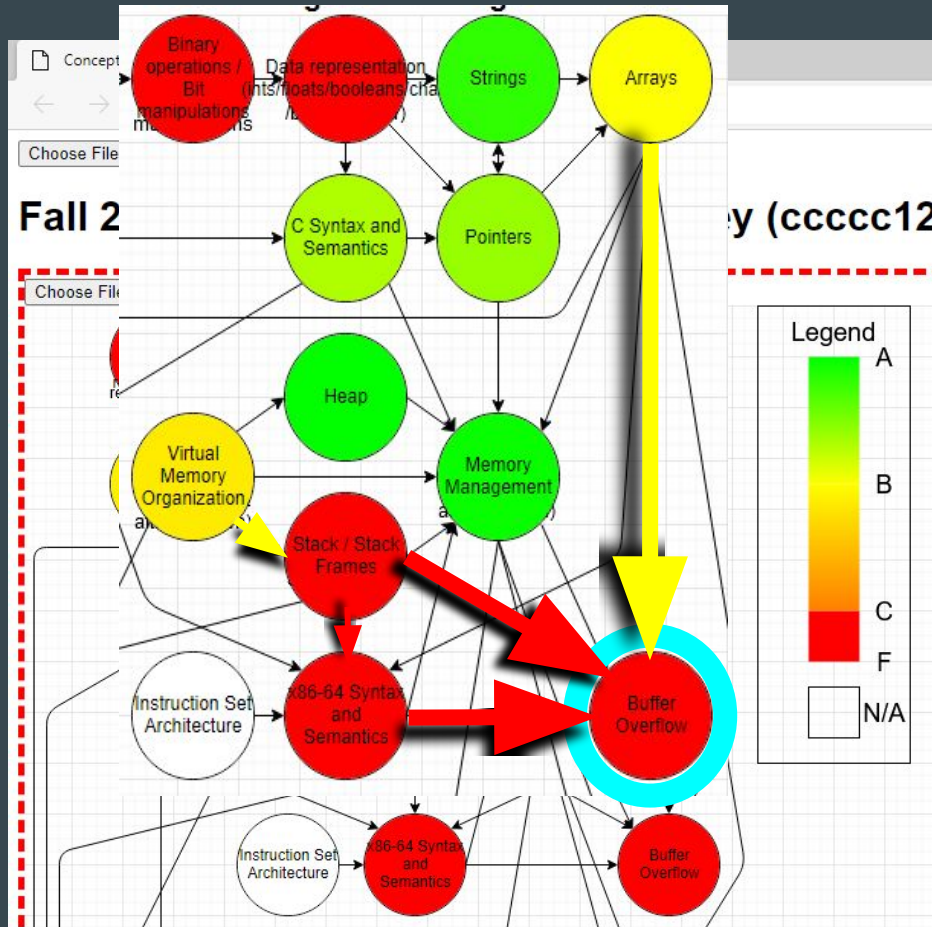 Concept
Choose File
Fall 2
ey (ccccc12
Choose File
Binary
operations /
Bit
manipulations
Data representation
(ints/floats/booleans/cha
Strings
Arrays
C Syntax and
Semantics
Pointers
Heap
Virtual
Memory
Organization
Memory
Management
Stack / Stack
Frames
Instruction Set
Architecture
x86-64 Syntax
and
Semantics
Buffer
Overflow
Instruction Set
Architecture
x86-64 Syntax
and
Semantics
Buffer
Overflow
Legend
A
B
C
F
N/A